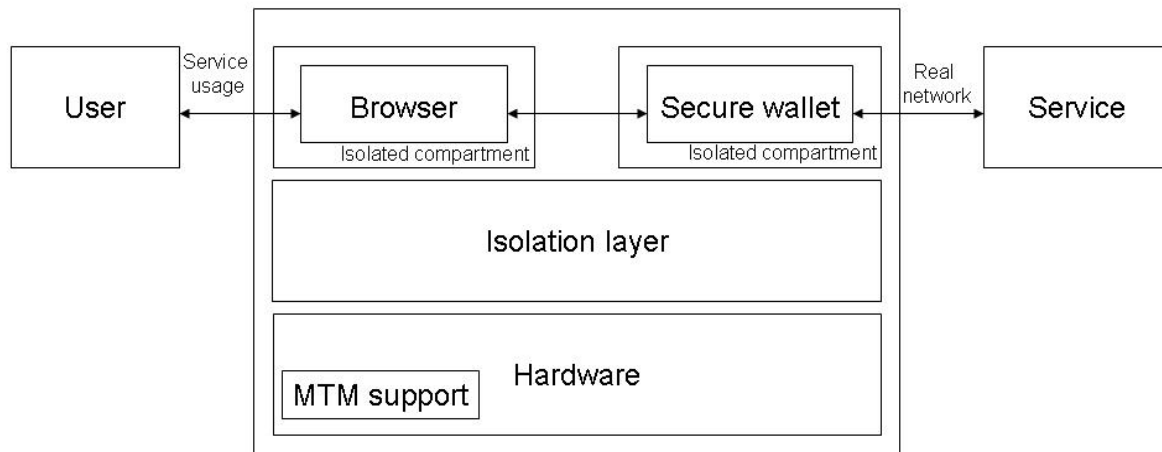 Service
usage
Real
network
User
Browser
Secure wallet
Service
Isolated compartment
Isolated compartment
Isolation layer
Hardware
MTM support